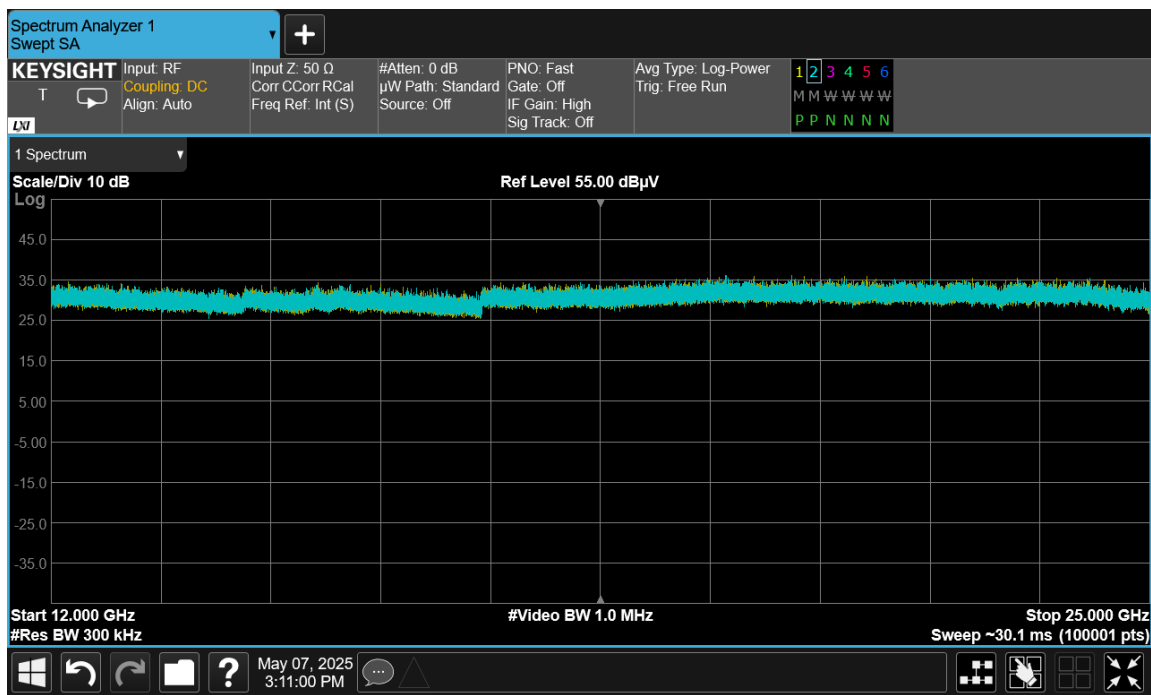 Spectrum Analyzer 1
Swept SA
+
KEYSIGHT
T
LXI
Input: RF
Coupling: DC
Align: Auto
Input Z: 50 Ω
Corr CCorr RCal
Freq Ref: Int (S)
#Atten: 0 dB
µW Path: Standard
Source: Off
PNO: Fast
Gate: Off
IF Gain: High
Sig Track: Off
Avg Type: Log-Power
Trig: Free Run
1 2 3 4 5 6
M M W W W W
P P N N N N
1 Spectrum
Scale/Div 10 dB
Ref Level 55.00 dBµV
Log
45.0
35.0
25.0
15.0
5.00
-5.00
-15.0
-25.0
-35.0
Start 12.000 GHz
#Video BW 1.0 MHz
Stop 25.000 GHz
#Res BW 300 kHz
Sweep ~30.1 ms (100001 pts)
?
May 07, 2025
3:11:00 PM